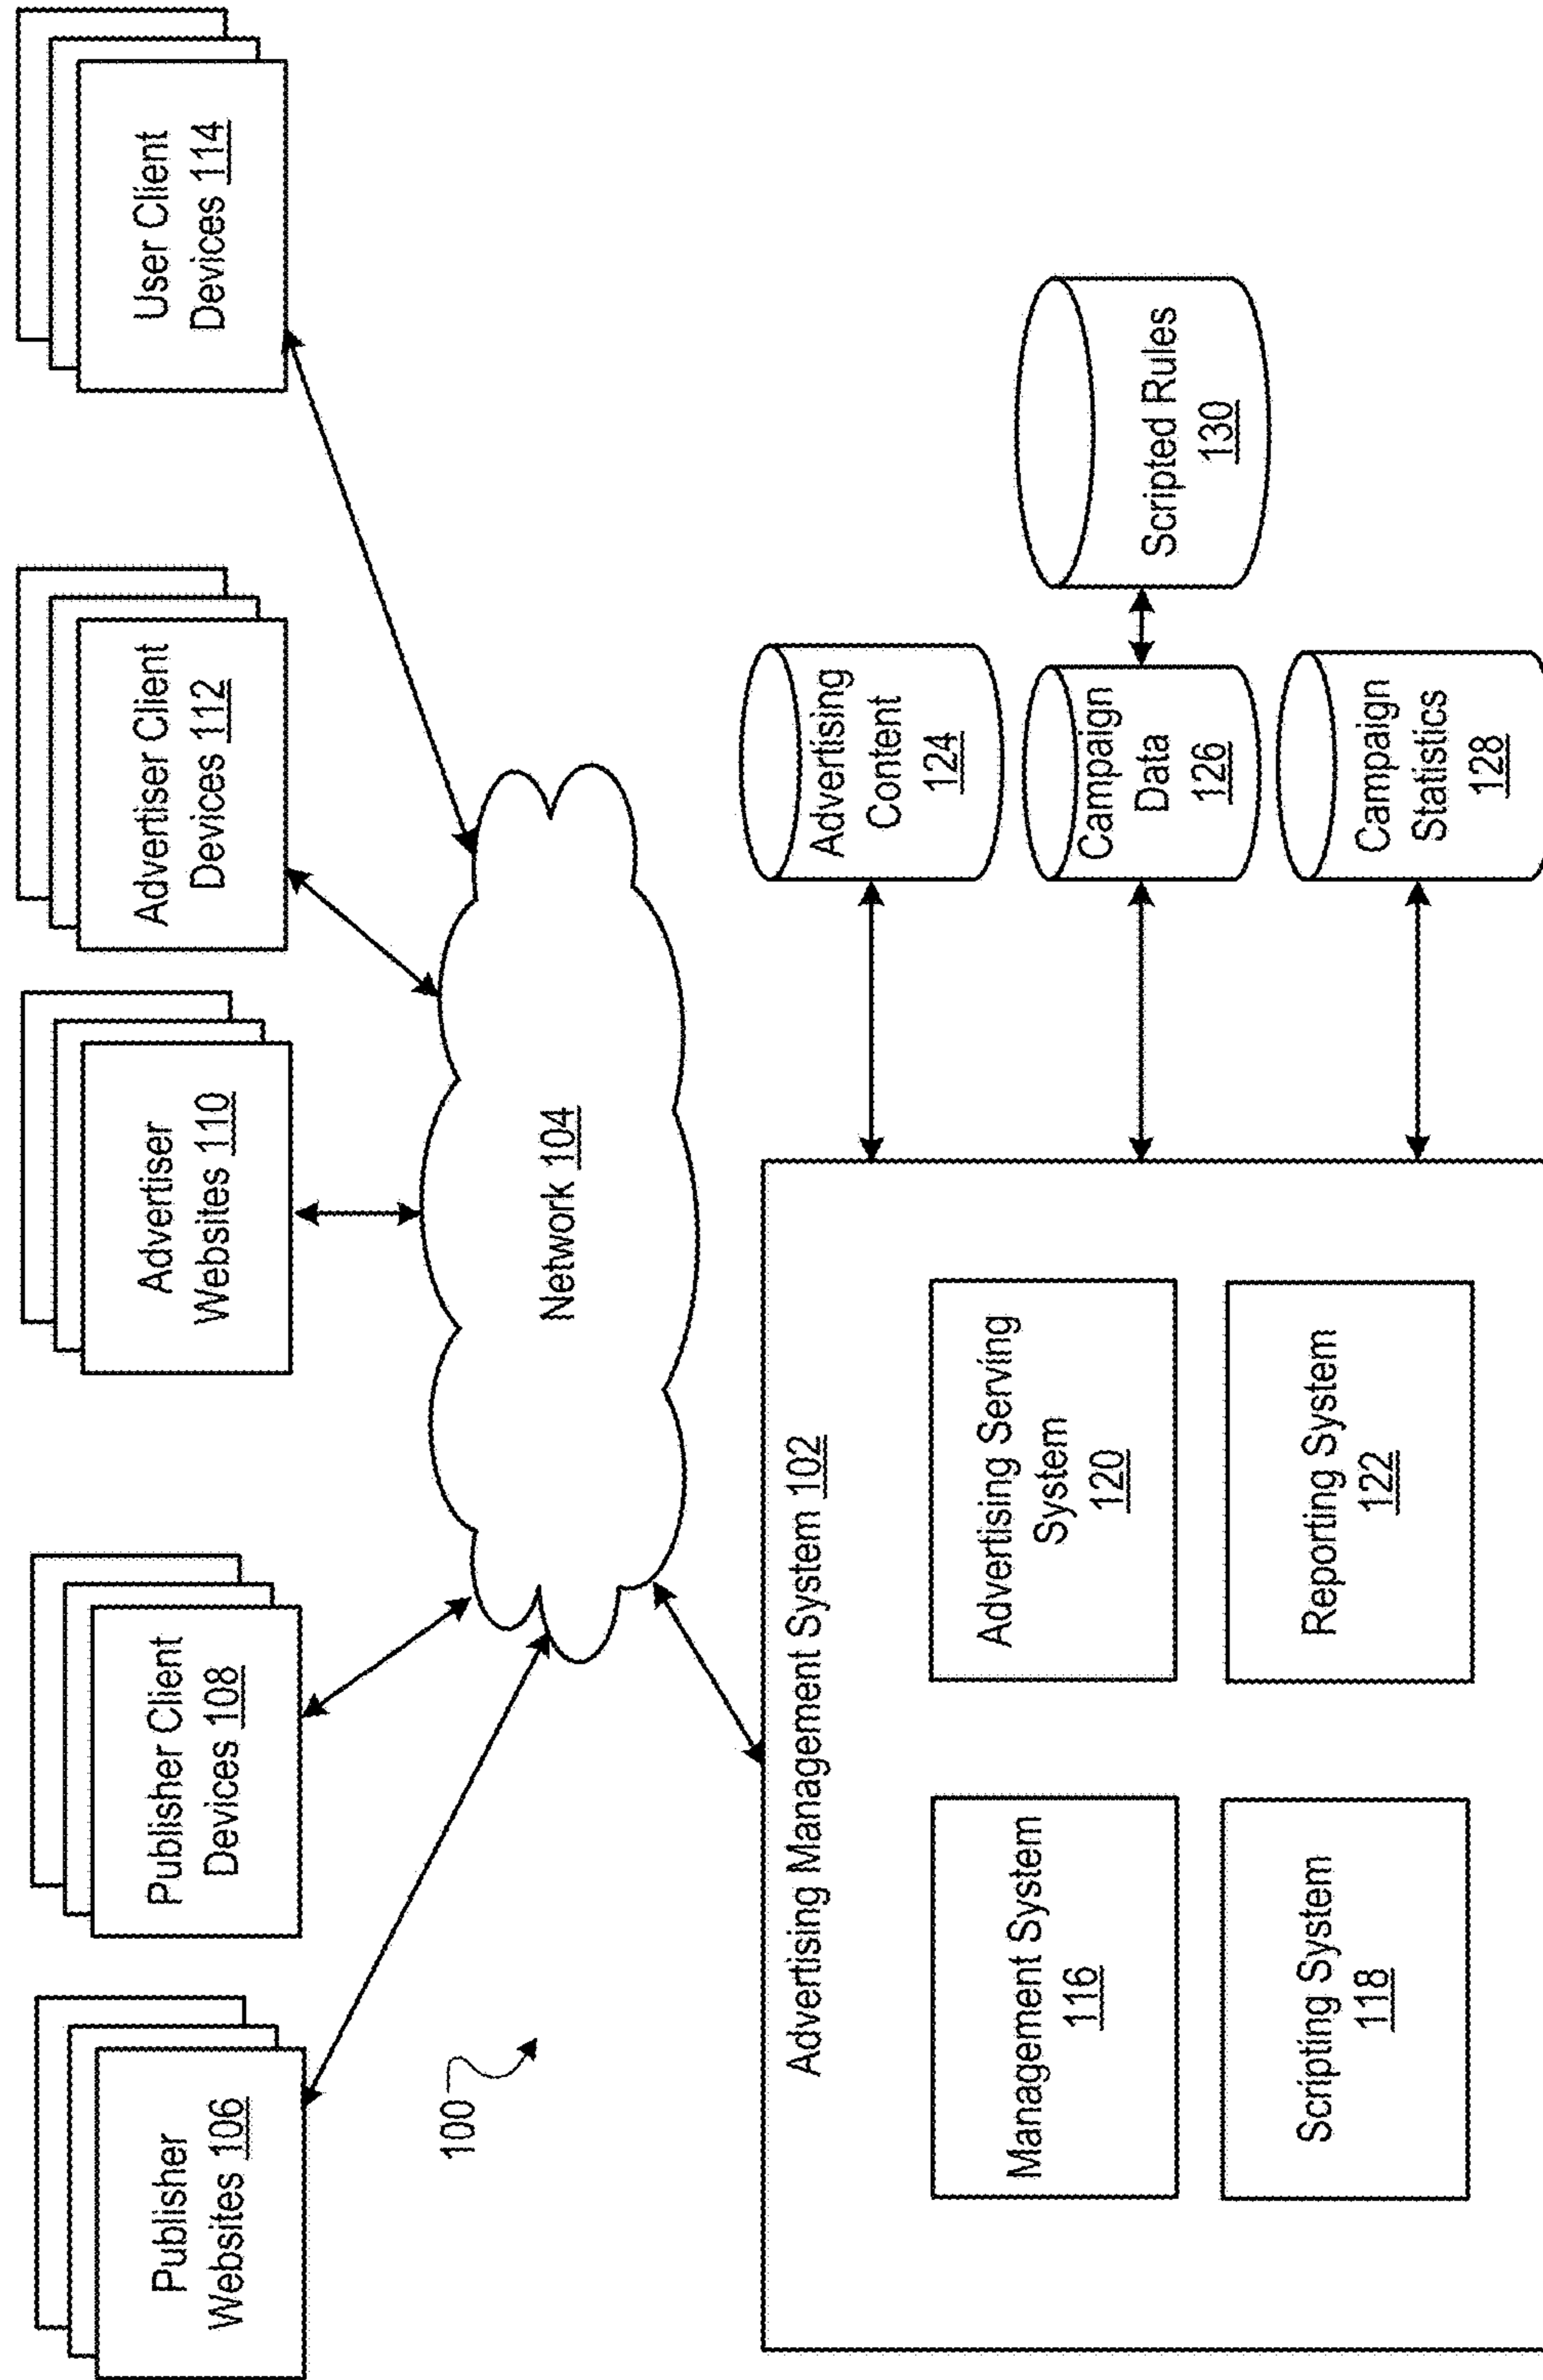 Publisher
Websites 106
Publisher Client
Devices 108
Advertiser
Websites 110
Advertiser Client
Devices 112
User Client
Devices 114
100
Network 104
Advertising Management System 102
Management System
116
Advertising Serving
System
120
Scripting System
118
Reporting System
122
Advertising
Content
124
Campaign
Data
126
Scripted Rules
130
Campaign
Statistics
128